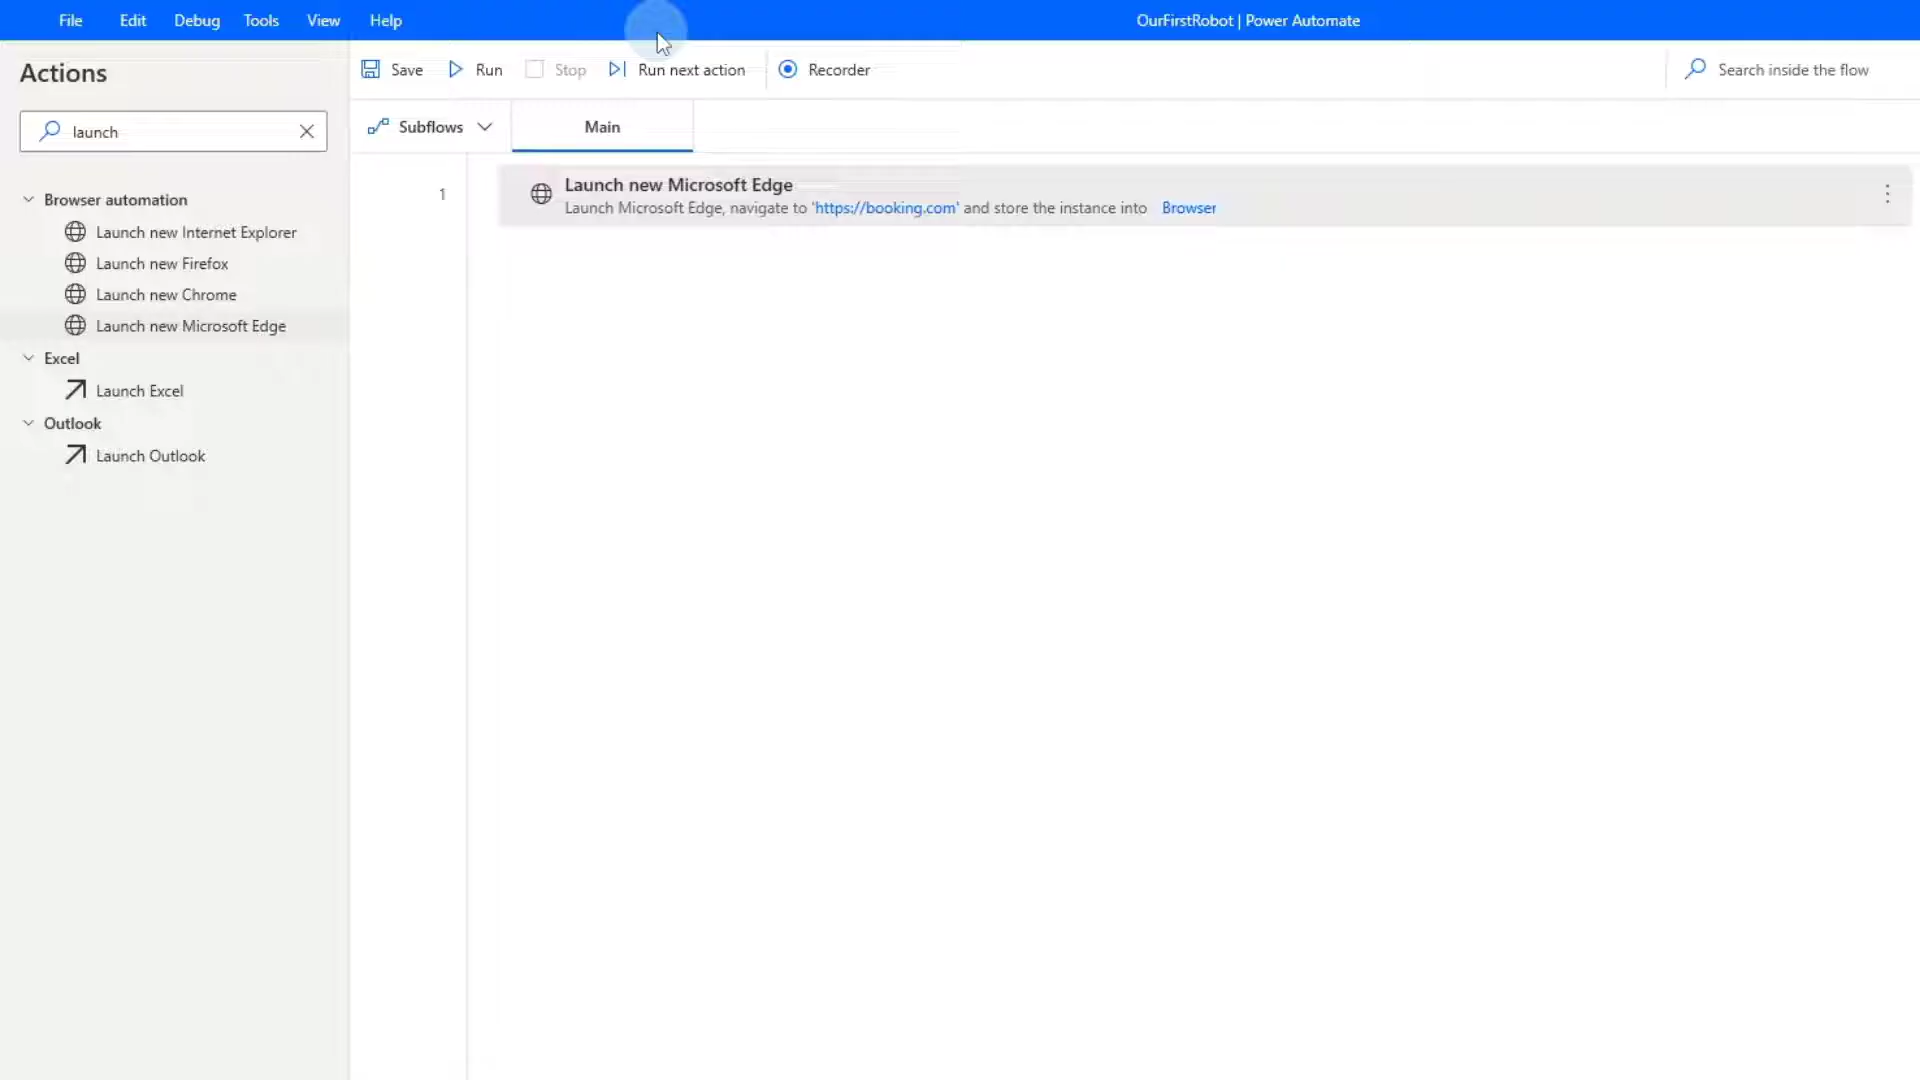 File Edit Debug Tools View Help OurFirstRobot | Power Automate
Actions
Save Run Stop Run next action Recorder Search inside the flow
launch
Subflows Main
Browser automation
Launch new Internet Explorer
Launch new Firefox
Launch new Chrome
Launch new Microsoft Edge
Excel
Launch Excel
Outlook
Launch Outlook
1
Launch new Microsoft Edge
Launch Microsoft Edge, navigate to 'https://booking.com' and store the instance into Browser